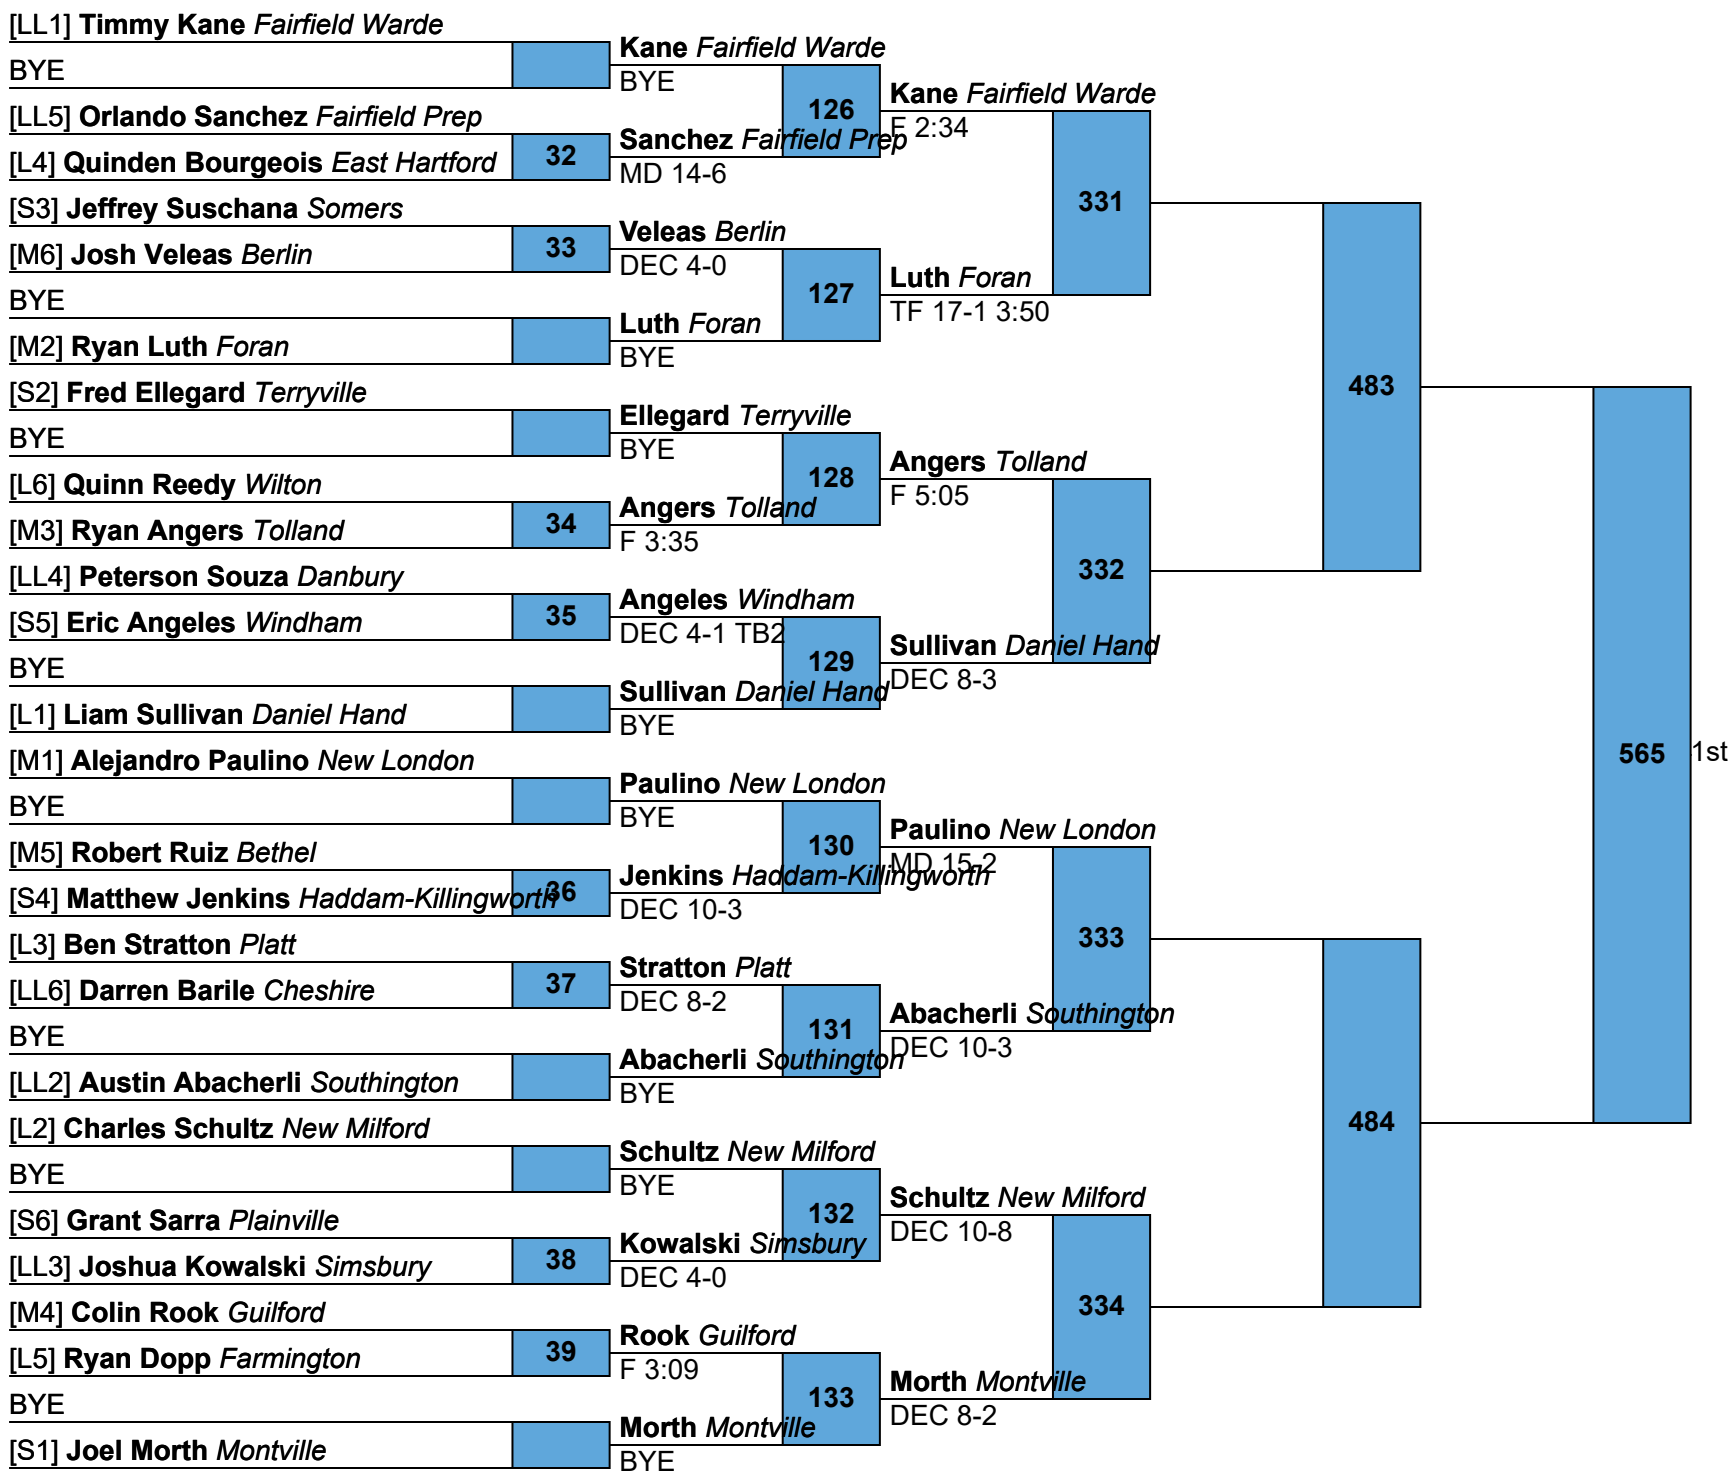 [LL1] Timmy Kane Fairfield Warde
BYE
[LL5] Orlando Sanchez Fairfield Prep
[L4] Quinden Bourgeois East Hartford
[S3] Jeffrey Suschana Somers
[M6] Josh Veleas Berlin
BYE
[M2] Ryan Luth Foran
[S2] Fred Ellegard Terryville
BYE
[L6] Quinn Reedy Wilton
[M3] Ryan Angers Tolland
[LL4] Peterson Souza Danbury
[S5] Eric Angeles Windham
BYE
[L1] Liam Sullivan Daniel Hand
[M1] Alejandro Paulino New London
BYE
[M5] Robert Ruiz Bethel
[S4] Matthew Jenkins Haddam-Killingworth
[L3] Ben Stratton Platt
[LL6] Darren Barile Cheshire
BYE
[LL2] Austin Abacherli Southington
[L2] Charles Schultz New Milford
BYE
[S6] Grant Sarra Plainville
[LL3] Joshua Kowalski Simsbury
[M4] Colin Rook Guilford
[L5] Ryan Dopp Farmington
BYE
[S1] Joel Morth Montville
32
33
34
35
36
37
38
39
Kane Fairfield Warde
BYE
Sanchez Fairfield Prep
MD 14-6
Veleas Berlin
DEC 4-0
Luth Foran
BYE
Ellegard Terryville
BYE
Angers Tolland
F 3:35
Angeles Windham
DEC 4-1 TB2
Sullivan Daniel Hand
BYE
Paulino New London
BYE
Jenkins Haddam-Killingworth
DEC 10-3
Stratton Platt
DEC 8-2
Abacherli Southington
BYE
Schultz New Milford
BYE
Kowalski Simsbury
DEC 4-0
Rook Guilford
F 3:09
Morth Montville
BYE
126
127
128
129
130
131
132
133
Kane Fairfield Warde
F 2:34
Luth Foran
TF 17-1 3:50
Angers Tolland
F 5:05
Sullivan Daniel Hand
DEC 8-3
Paulino New London
MD 15-2
Abacherli Southington
DEC 10-3
Schultz New Milford
DEC 10-8
Morth Montville
DEC 8-2
331
332
333
334
483
484
565
1st